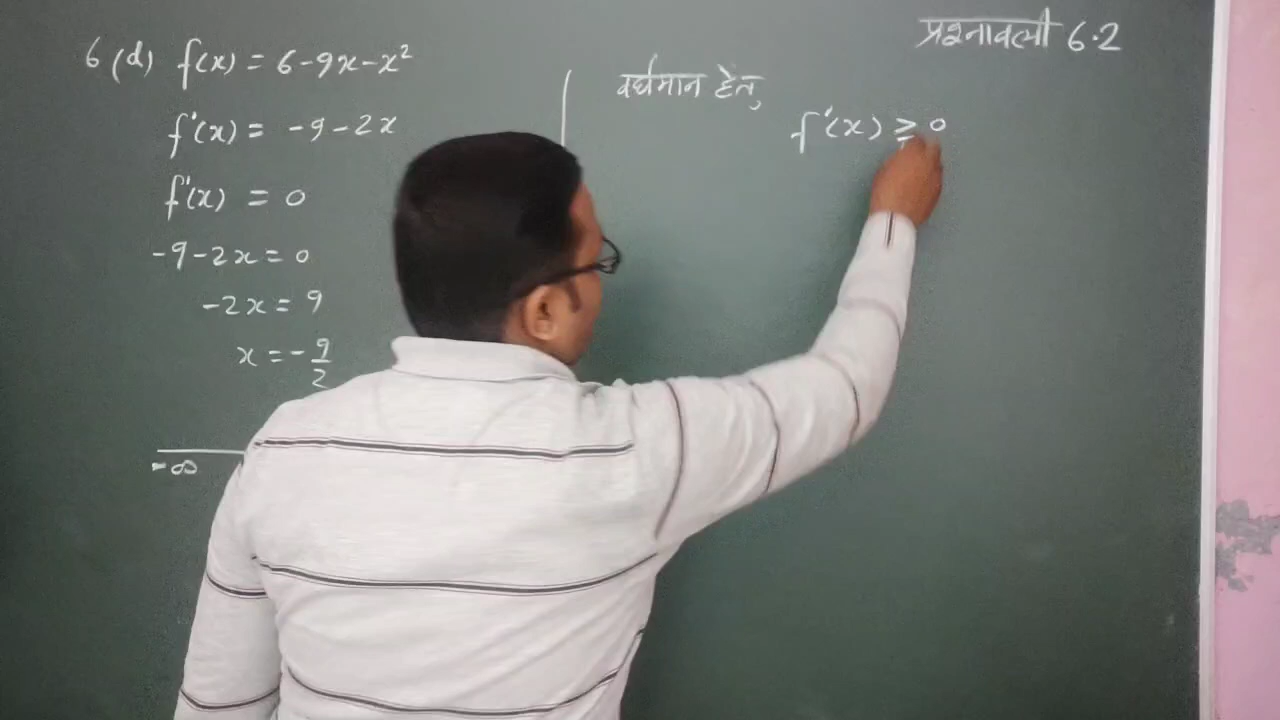 प्रश्नावली 6.2
6 (d) f(x) = 6-9x-x²
f'(x) = -9-2x
f'(x) = 0
-9-2x = 0
-2x = 9
x = -9/2
-∞
वर्धमान हेतु
f'(x) ≥ 0